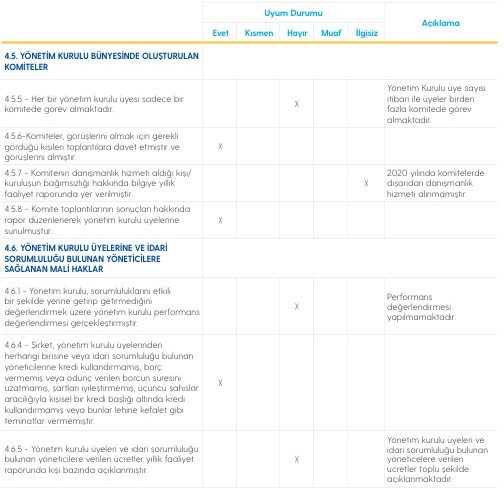 Uyum Durumu
Açıklama
Evet Kısmen Hayır Muaf İlgisiz
4.5. YÖNETİM KURULU BÜNYESİNDE OLUŞTURULAN
KOMİTELER
4.5.5 - Her bir yönetim kurulu üyesi sadece bir
komitede görev almaktadır.
X
Yönetim Kurulu üye sayısı
itibari ile üyeler birden
fazla komitede görev
almaktadır.
4.5.6-Komiteler, görüşlerini almak için gerekli
gördüğü kişileri toplantılara davet etmiştir ve
görüşlerini almıştır.
X
4.5.7 - Komitenin danışmanlık hizmeti aldığı kişi/
kuruluşun bağımsızlığı hakkında bilgiye yıllık
faaliyet raporunda yer verilmiştir.
X
2020 yılında komitelerde
dışarıdan danışmanlık
hizmeti alınmamıştır.
4.5.8 - Komite toplantılarının sonuçları hakkında
rapor düzenlenerek yönetim kurulu üyelerine
sunulmuştur.
X
4.6. YÖNETİM KURULU ÜYELERİNE VE İDARİ
SORUMLULUĞU BULUNAN YÖNETİCİLERE
SAĞLANAN MALİ HAKLAR
4.6.1 - Yönetim kurulu, sorumluluklarını etkili
bir şekilde yerine getirip getirmediğini
değerlendirmek üzere yönetim kurulu performans
değerlendirmesi gerçekleştirmiştir.
X
Performans
değerlendirmesi
yapılmamaktadır.
4.6.4 - Şirket, yönetim kurulu üyelerinden
herhangi birisine veya idari sorumluluğu bulunan
yöneticilerine kredi kullandırmamış, borç
vermemiş veya ödünç verilen borcun süresini
uzatmamış, şartları iyileştirmemiş, üçüncü şahıslar
aracılığıyla kişisel bir kredi başlığı altında kredi
kullandırmamış veya bunlar lehine kefalet gibi
teminatlar vermemiştir.
X
4.6.5 - Yönetim kurulu üyeleri ve idari sorumluluğu
bulunan yöneticilere verilen ücretler yıllık faaliyet
raporunda kişi bazında açıklanmıştır.
X
Yönetim kurulu üyeleri ve
idari sorumluluğu bulunan
yöneticelere verilen
ücretler toplu şekilde
açıklanmaktadır.